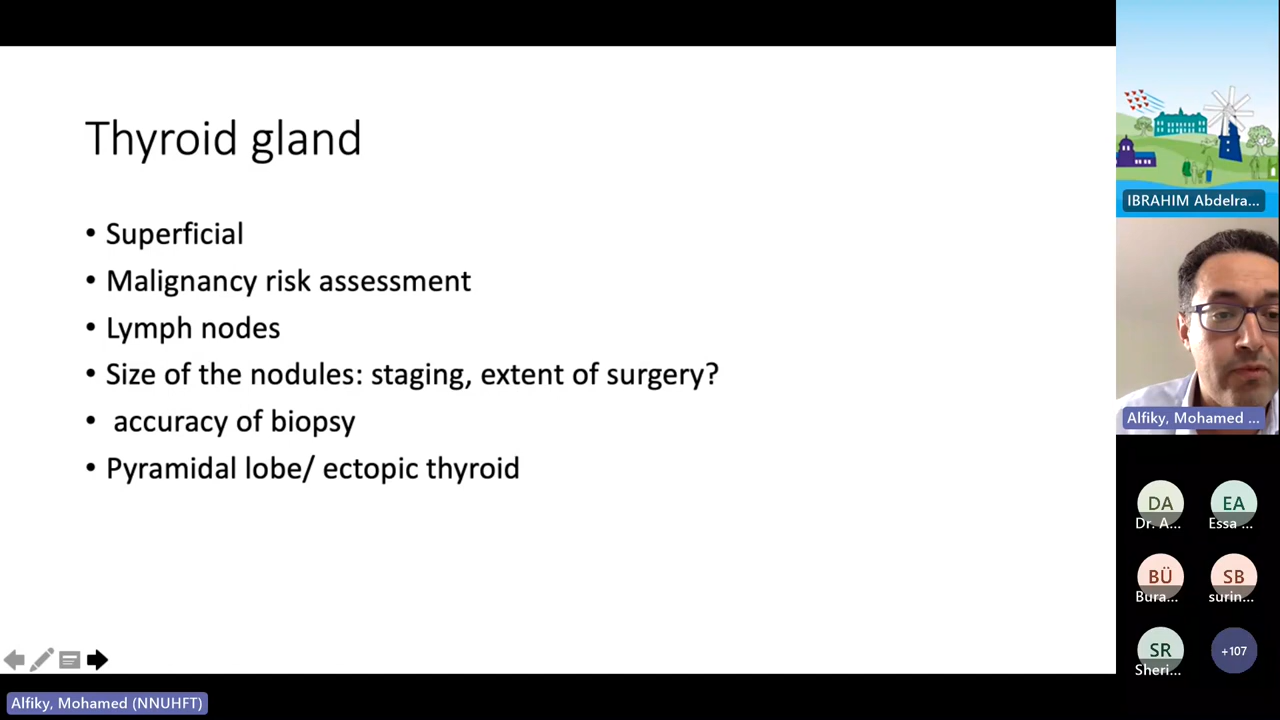 Thyroid gland
• Superficial
• Malignancy risk assessment
• Lymph nodes
• Size of the nodules: staging, extent of surgery?
• accuracy of biopsy
• Pyramidal lobe/ ectopic thyroid
Alfiky, Mohamed (NNUHFT)
IBRAHIM Abdelra...
Alfiky, Mohamed ...
DA
Dr. A...
EA
Essa ...
BÜ
Bura...
SB
surin...
SR
Sheri...
+107